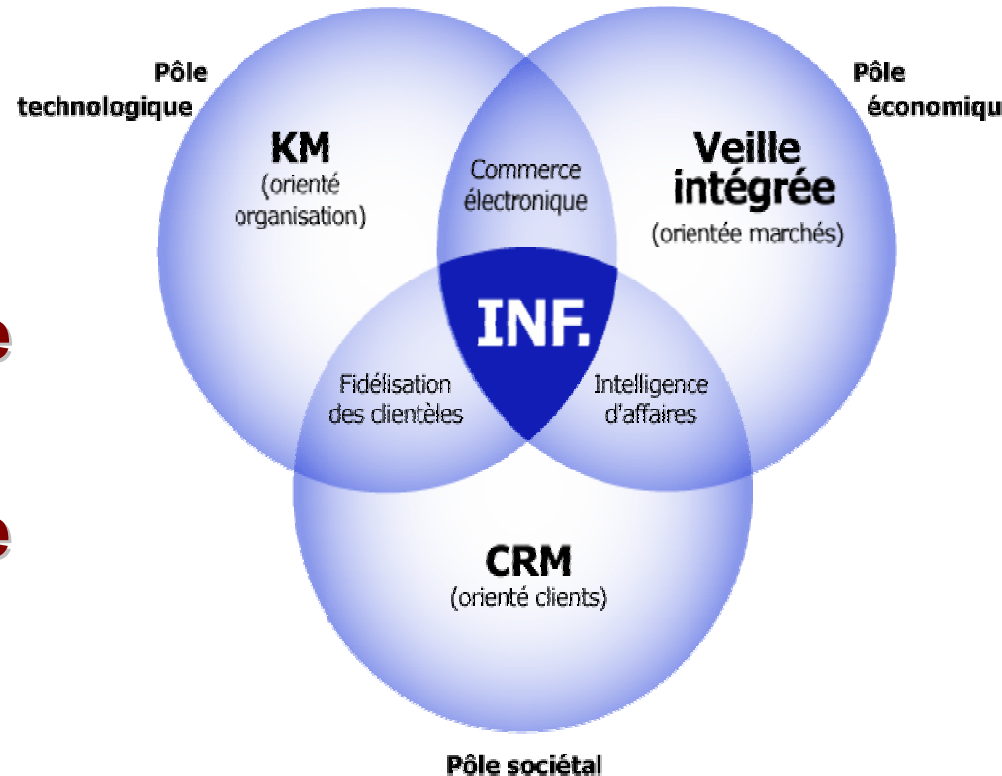 Pôle
technologique
Pôle
économiqu
KM
(orienté
organisation)
Commerce
électronique
Veille
intégrée
(orientée marchés)
INF.
Fidélisation
des clientèles
Intelligence
d'affaires
CRM
(orienté clients)
Pôle sociétal
e
e